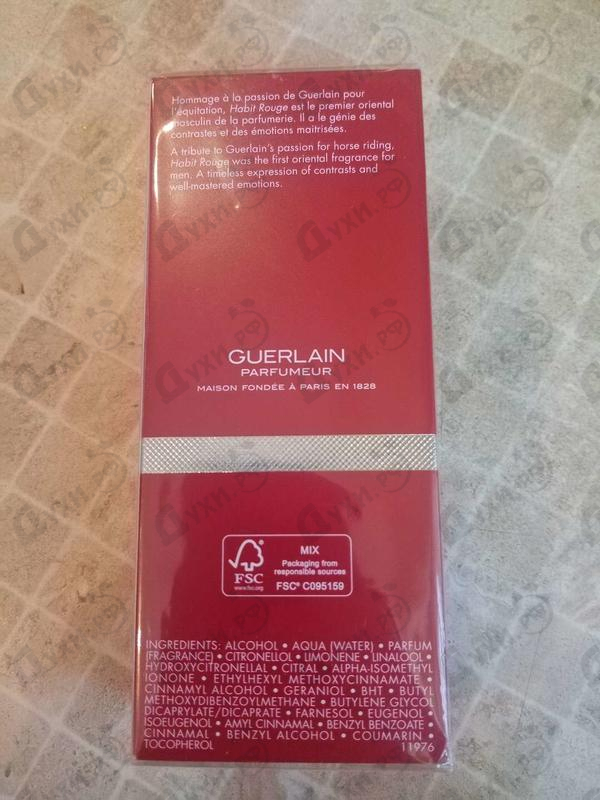 Hommage à la passion de Guerlain pour
l'équitation, Habit Rouge est le premier oriental
masculin de la parfumerie. Il a le génie des
contrastes et des émotions maitrisées.
A tribute to Guerlain's passion for horse riding,
Habit Rouge was the first oriental fragrance for
men. A timeless expression of contrasts and
well-mastered emotions.
GUERLAIN
PARFUMEUR
MAISON FONDÉE À PARIS EN 1828
FSC
www.fsc.org
MIX
Packaging from
responsible sources
FSC® C095159
INGREDIENTS: ALCOHOL • AQUA (WATER) • PARFUM
(FRAGRANCE) • CITRONELLOL • LIMONENE • LINALOOL •
HYDROXYCITRONELLAL • CITRAL • ALPHA-ISOMETHYL
IONONE • ETHYLHEXYL METHOXYCINNAMATE •
CINNAMYL ALCOHOL • GERANIOL • BHT • BUTYL
METHOXYDIBENZOYLMETHANE • BUTYLENE GLYCOL
DICAPRYLATE/DICAPRATE • FARNESOL • EUGENOL •
ISOEUGENOL • AMYL CINNAMAL • BENZYL BENZOATE •
CINNAMAL • BENZYL ALCOHOL • COUMARIN •
TOCOPHEROL 11976
Духи.рф